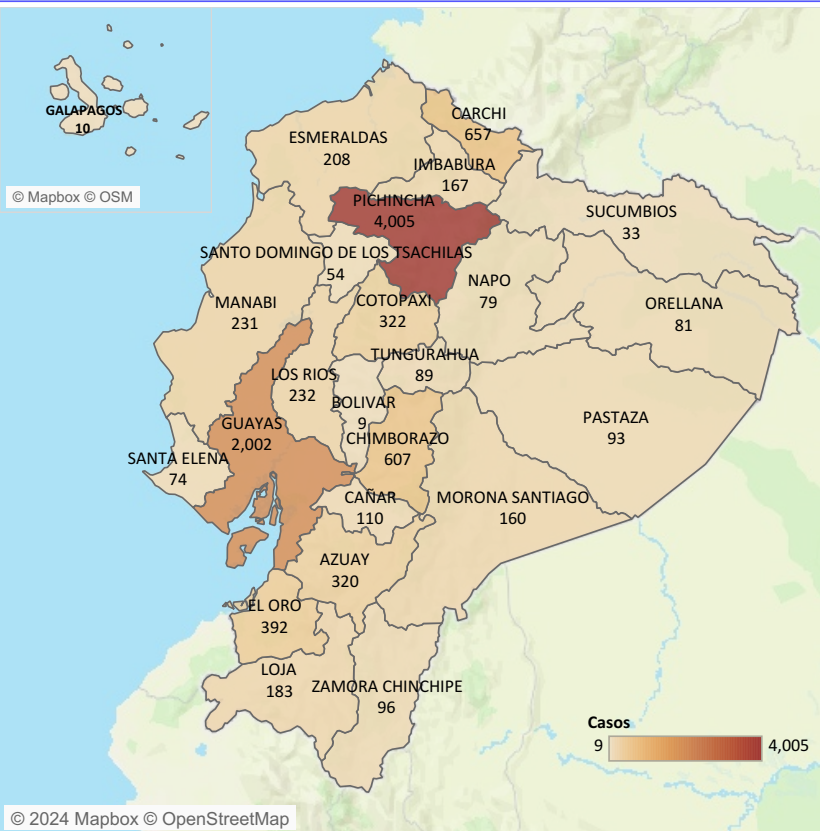 GALAPAGOS
10
© Mapbox © OSM
CARCHI
657
ESMERALDAS
208
IMBABURA
167
PICHINCHA
4,005
SUCUMBIOS
33
SANTO DOMINGO DE LOS TSACHILAS
54
NAPO
79
MANABI
231
COTOPAXI
322
ORELLANA
81
TUNGURAHUA
89
LOS RIOS
232
BOLIVAR
9
PASTAZA
93
GUAYAS
2,002
CHIMBORAZO
607
SANTA ELENA
74
CAÑAR
110
MORONA SANTIAGO
160
AZUAY
320
EL ORO
392
LOJA
183
ZAMORA CHINCHIPE
96
Casos
9 4,005
© 2024 Mapbox © OpenStreetMap